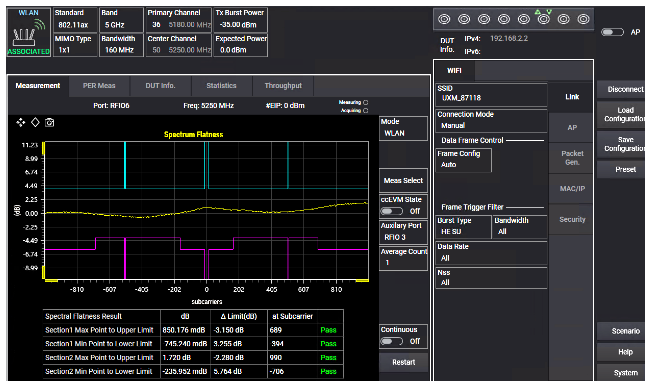 WLAN
ASSOCIATED
Standard
802.11ax
Band
5 GHz
Primary Channel
36 5180.00 MHz
Tx Burst Power
-35.00 dBm
MIMO Type
1x1
Bandwidth
160 MHz
Center Channel
50 5250.00 MHz
Expected Power
0.0 dBm
DUT
Info.
IPv4: 192.168.2.2
IPv6:
AP
Measurement
PER Meas
DUT Info.
Statistics
Throughput
Port: RFIO6
Freq: 5250 MHz
#EIP: 0 dBm
Measuring
Acquiring
Spectrum Flatness
11.23
8.99
6.74
4.49
2.25
0.00
-2.25
-4.49
-6.74
8.99
(dB)
-810 -607 -405 -202 0 202 405 607 810
subcarriers
Spectral Flatness Result dB Δ Limit(dB) at Subcarrier
Section1 Max Point to Upper Limit 850.176 mdB -3.150 dB 689 Pass
Section1 Min Point to Lower Limit 745.240 mdB 3.255 dB 394 Pass
Section2 Max Point to Upper Limit 1.720 dB -2.280 dB 990 Pass
Section2 Min Point to Lower Limit -235.952 mdB 5.764 dB -706 Pass
Mode
WLAN
Meas Select
ccEVM State
Off
Auxilary Port
RFIO 3
Average Count
1
Continuous
Off
Restart
WIFI
SSID
UXM_87118
Connection Mode
Manual
Data Frame Control
Frame Config
Auto
Frame Trigger Filter
Burst Type
HE SU
Bandwidth
All
Data Rate
All
Nss
All
Link
AP
Packet
Gen.
MAC/IP
Security
Disconnect
Load
Configuratio
Save
Configuratio
Preset
Scenario
Help
System